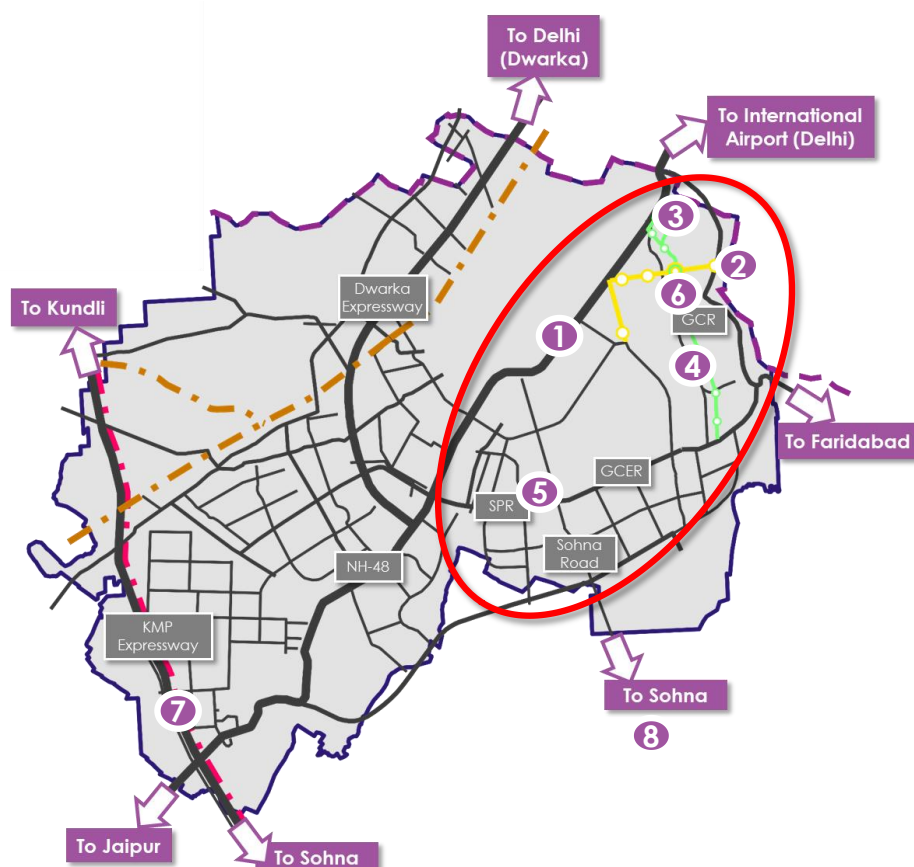 To Delhi
(Dwarka)
To International
Airport (Delhi)
3
2
Dwarka
Expressway
6
To Kundli
GCR
1
4
To Faridabad
GCER
5
SPR
Sohna
Road
NH-48
KMP
Expressway
To Sohna
7
8
To Jaipur
To Sohna